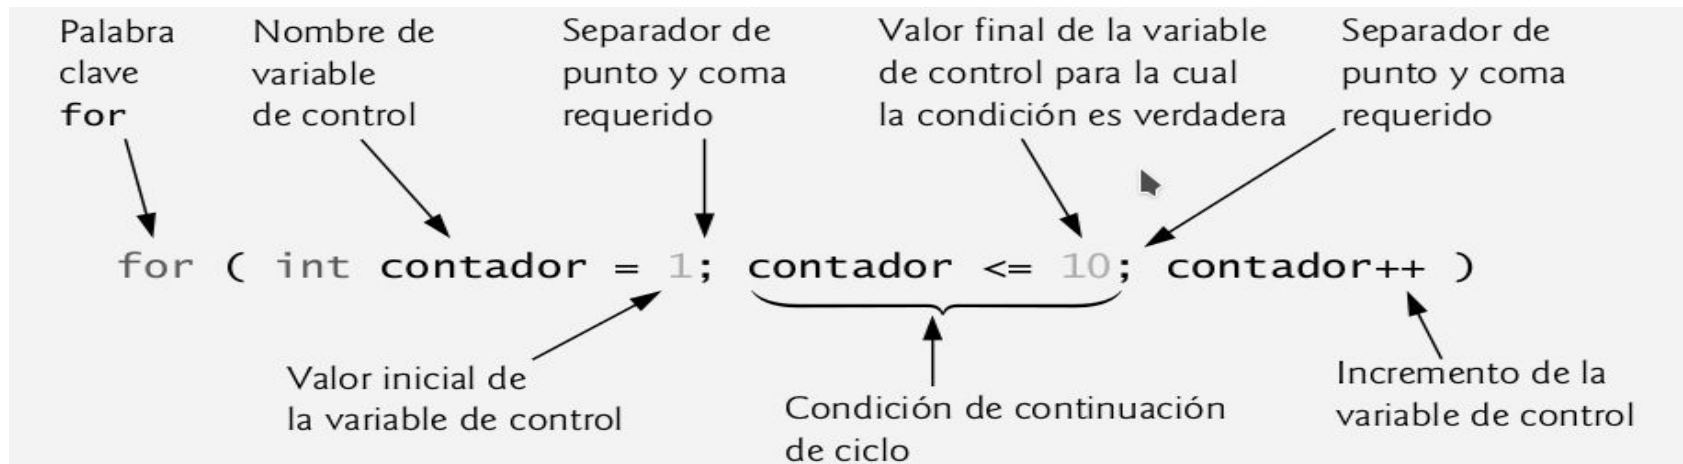 Palabra
clave
for
Nombre de
variable
de control
Separador de
punto y coma
requerido
Valor final de la variable
de control para la cual
la condición es verdadera
Separador de
punto y coma
requerido
for ( int contador = 1; contador <= 10; contador++ )
Valor inicial de
la variable de control
Condición de continuación
de ciclo
Incremento de la
variable de control